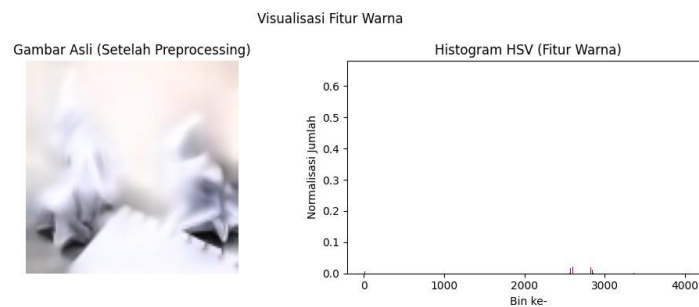 Visualisasi Fitur Warna
Gambar Asli (Setelah Preprocessing)
Histogram HSV (Fitur Warna)
Normalisasi Jumlah
0.6
0.5
0.4
0.3
0.2
0.1
0.0
0 1000 2000 3000 4000
Bin ke-